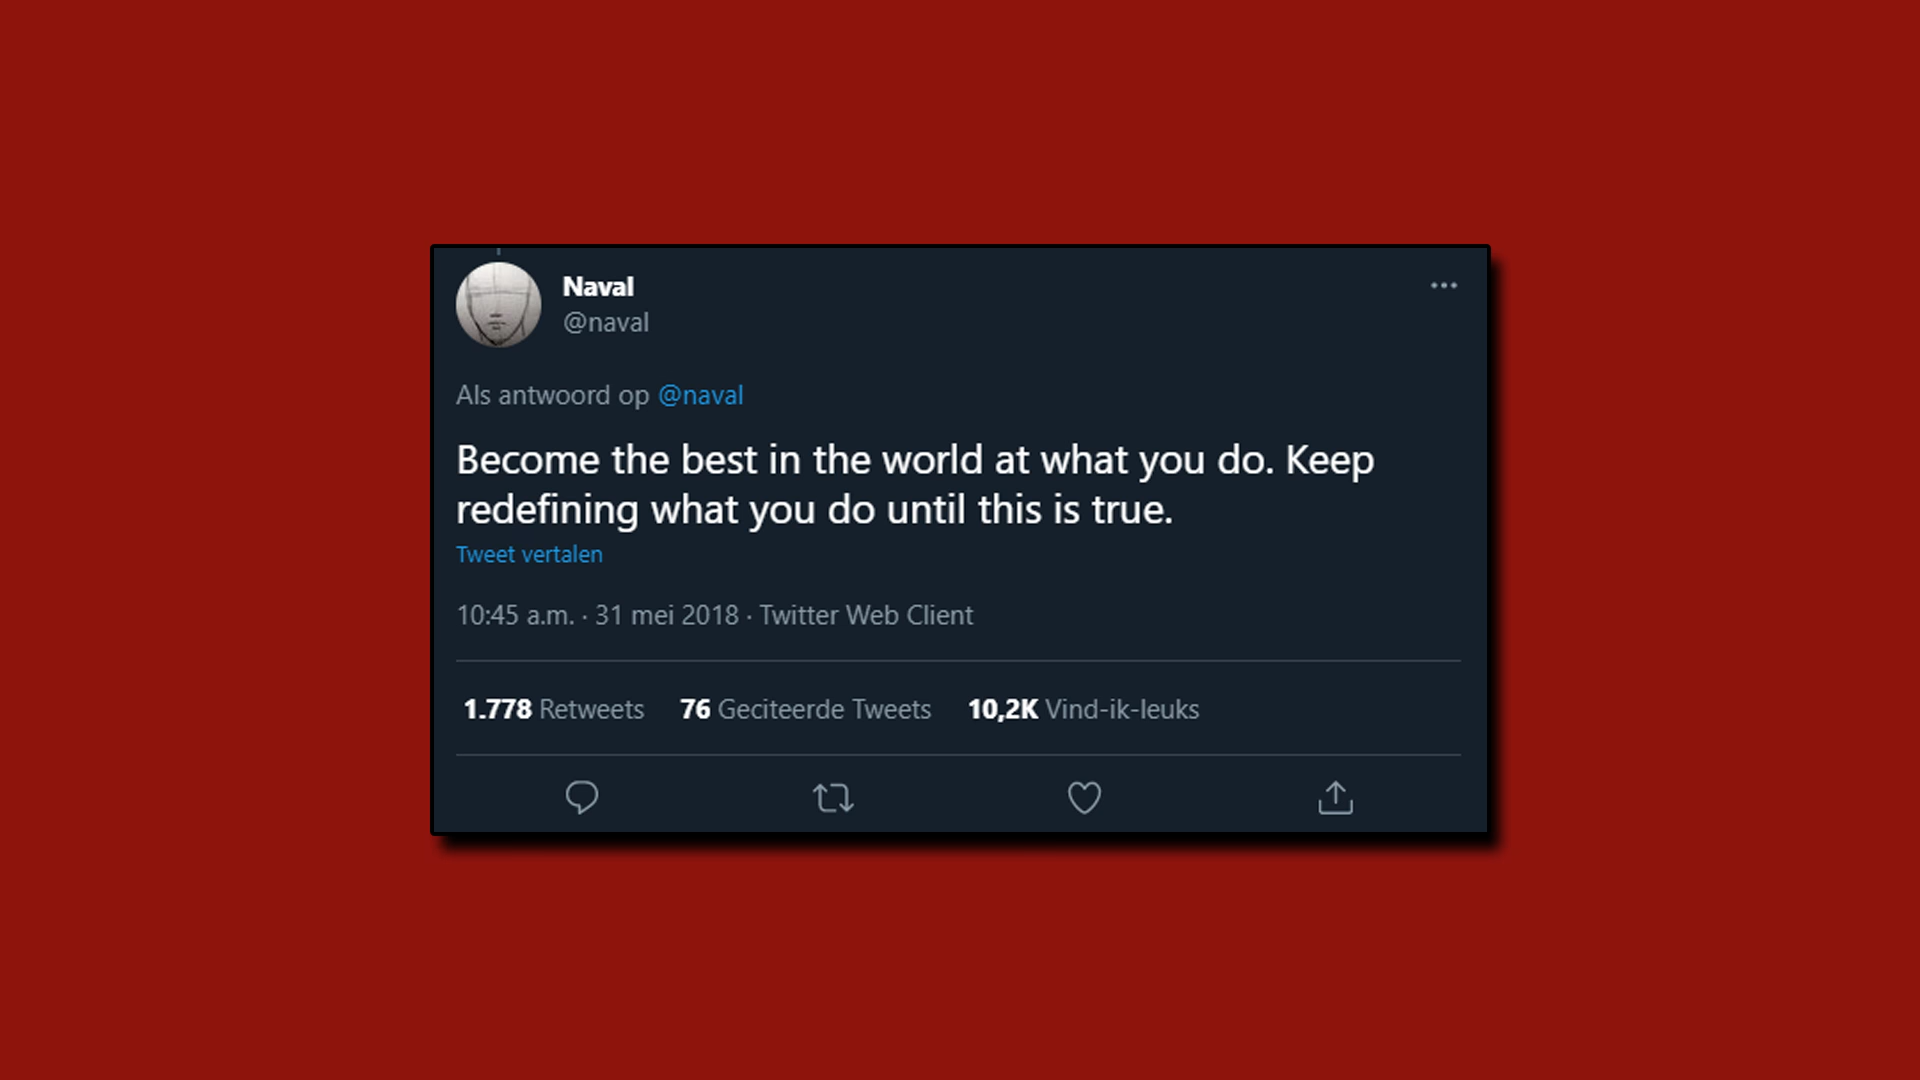 Naval
@naval
Als antwoord op @naval
Become the best in the world at what you do. Keep
redefining what you do until this is true.
Tweet vertalen
10:45 a.m. · 31 mei 2018 · Twitter Web Client
1.778 Retweets 76 Geciteerde Tweets 10,2K Vind-ik-leuks